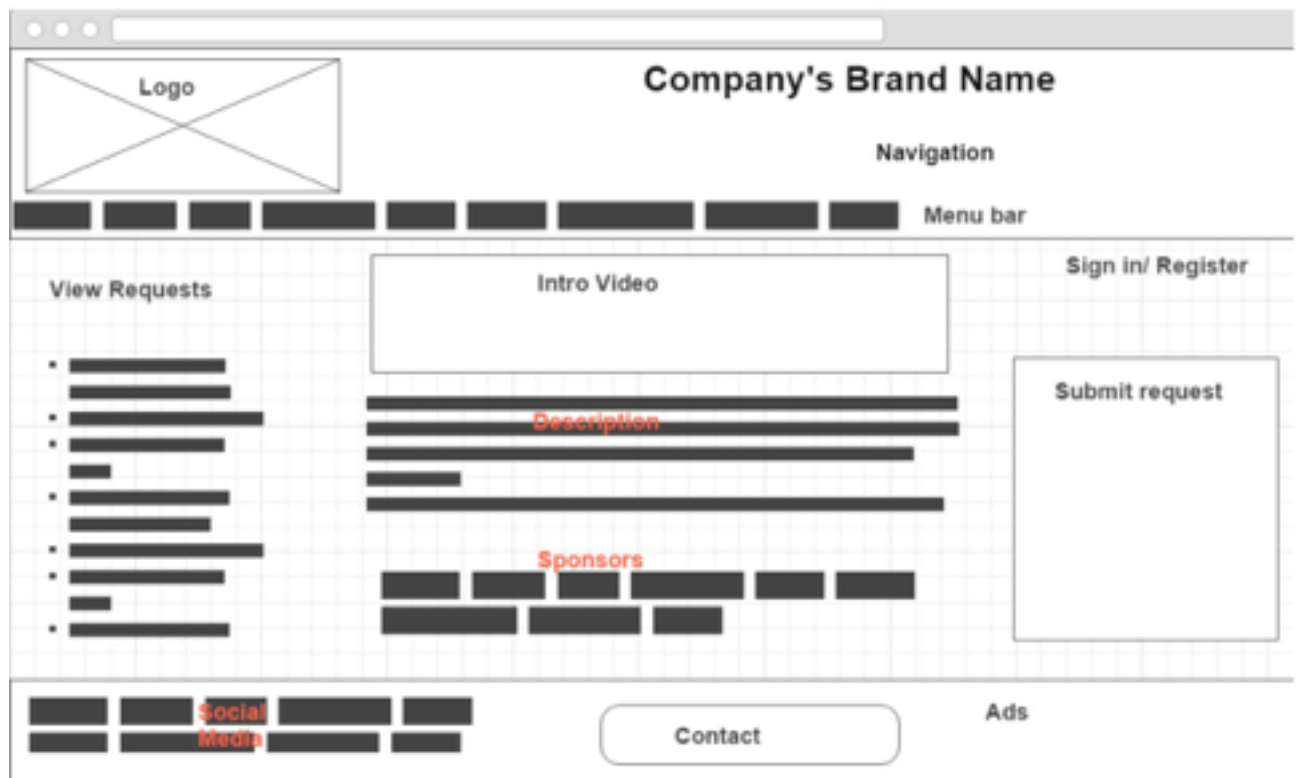 Logo
Company's Brand Name
Navigation
Menu bar
View Requests
Intro Video
Sign in/ Register
Submit request
Description
Sponsors
Social
Media
Contact
Ads